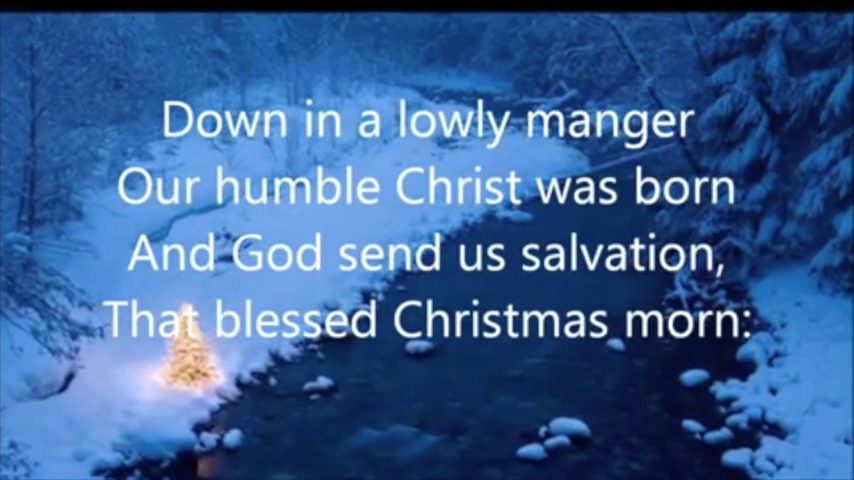 Down in a lowly manger
Our humble Christ was born
And God send us salvation,
That blessed Christmas morn: